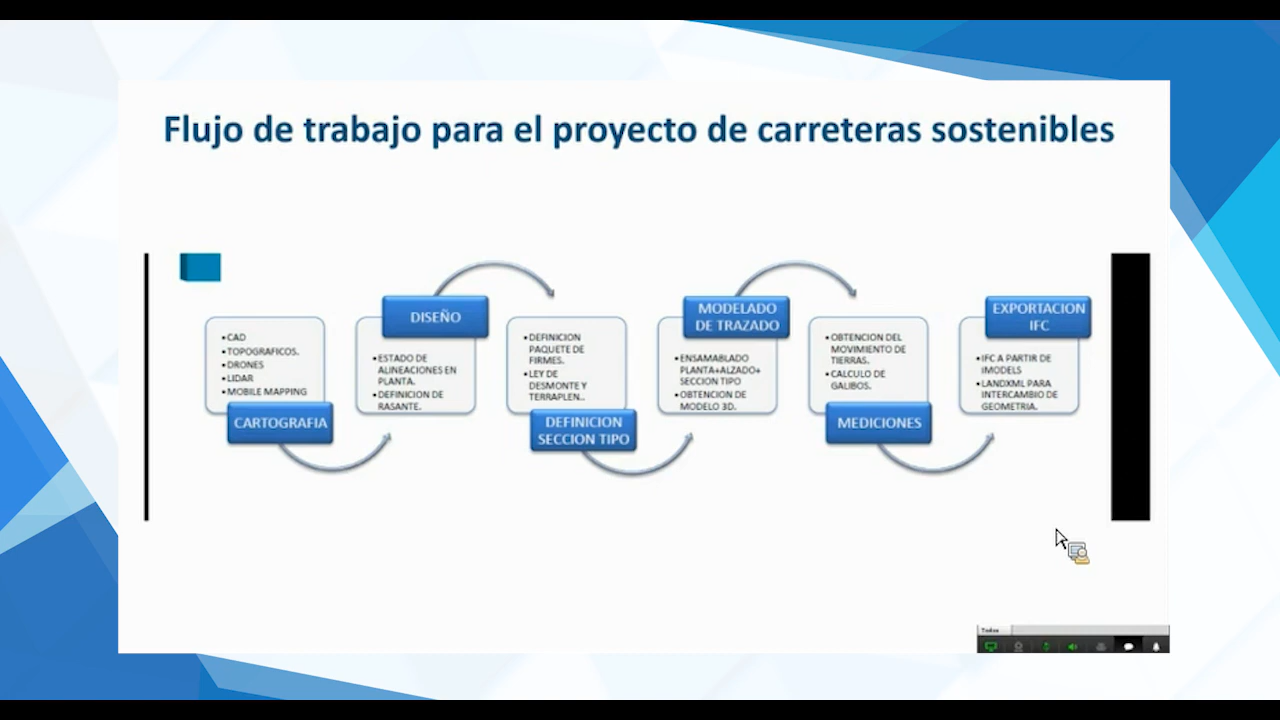 Flujo de trabajo para el proyecto de carreteras sostenibles
•CAD
•TOPOGRAFICOS.
•DRONES
•LIDAR
•MOBILE MAPPING
CARTOGRAFIA
DISEÑO
•ESTADO DE
ALINEACIONES EN
PLANTA.
•DEFINICION DE
RASANTE.
•DEFINICION
PAQUETE DE
FIRMES.
•LEY DE
DESMONTE Y
TERRAPLEN..
DEFINICION
SECCION TIPO
MODELADO
DE TRAZADO
•ENSAMABLADO
PLANTA+ALZADO+
SECCION TIPO
•OBTENCION DE
MODELO 3D.
•OBTENCION DEL
MOVIMIENTO DE
TIERRAS.
•CALCULO DE
GALIBOS.
MEDICIONES
EXPORTACION
IFC
•IFC A PARTIR DE
IMODELS
•LANDXML PARA
INTERCAMBIO DE
GEOMETRIA.
Todos